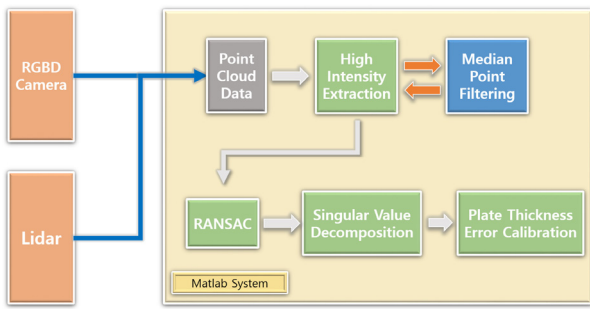 RGBD
Camera
Lidar
Point
Cloud
Data
High
Intensity
Extraction
Median
Point
Filtering
RANSAC
Singular Value
Decomposition
Plate Thickness
Error Calibration
Matlab System